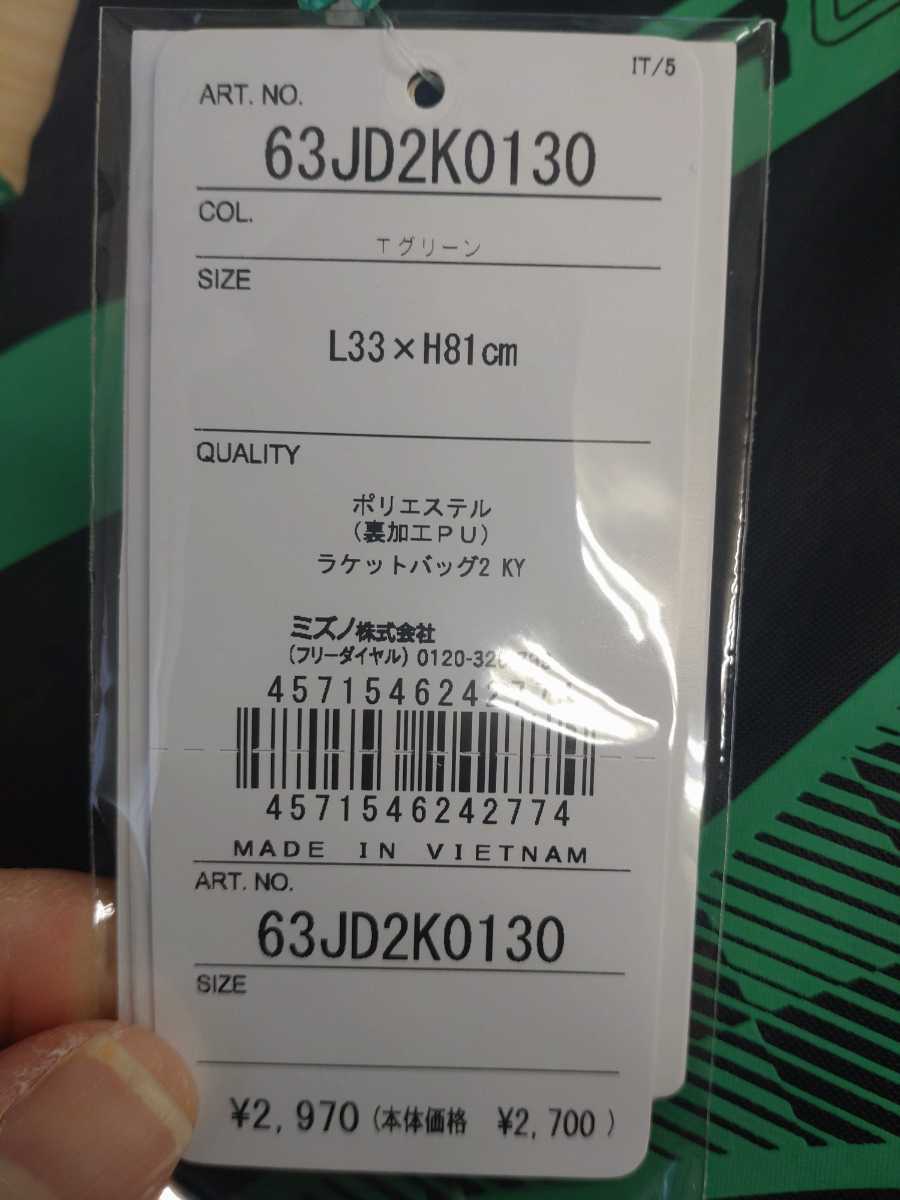 IT/5
ART. NO.
63JD2K0130
COL.
Tグリーン
SIZE
L33×H81cm
QUALITY
ポリエステル
(裏加工PU)
ラケットバッグ2 KY
ミズノ株式会社
(フリーダイヤル) 0120-320-799
4571546242774
4571546242774
MADE IN VIETNAM
ART. NO.
63JD2K0130
SIZE
¥2,970 (本体価格 ¥2,700 )